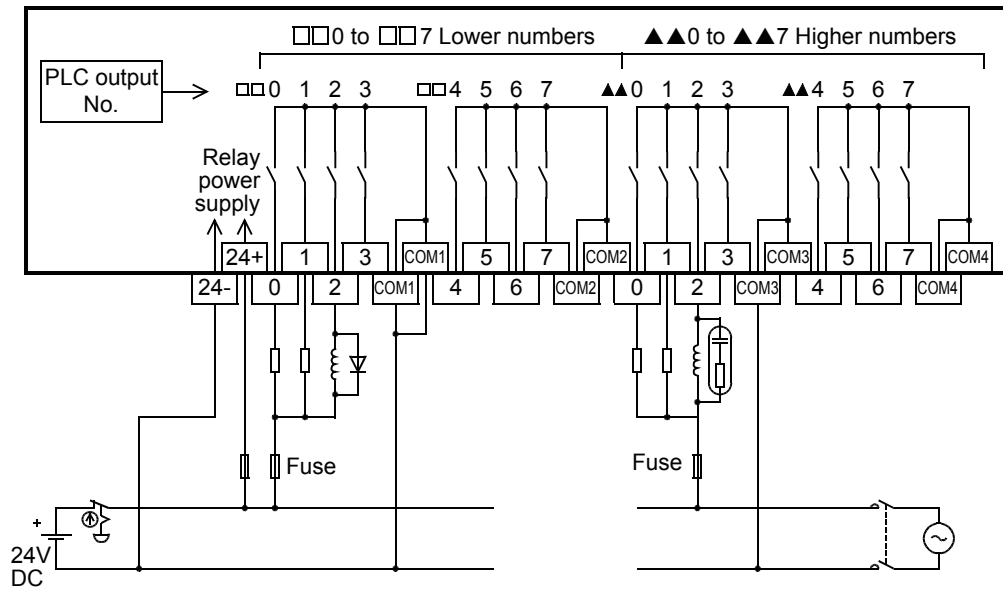 □□0 to □□7 Lower numbers ▲▲0 to ▲▲7 Higher numbers
PLC output No.
□□0 1 2 3 □□4 5 6 7 ▲▲0 1 2 3 ▲▲4 5 6 7
Relay
power
supply
24+ 1 3 COM1 5 7 COM2 1 3 COM3 5 7 COM4
24- 0 2 COM1 4 6 COM2 0 2 COM3 4 6 COM4
Fuse Fuse
+
24V
DC